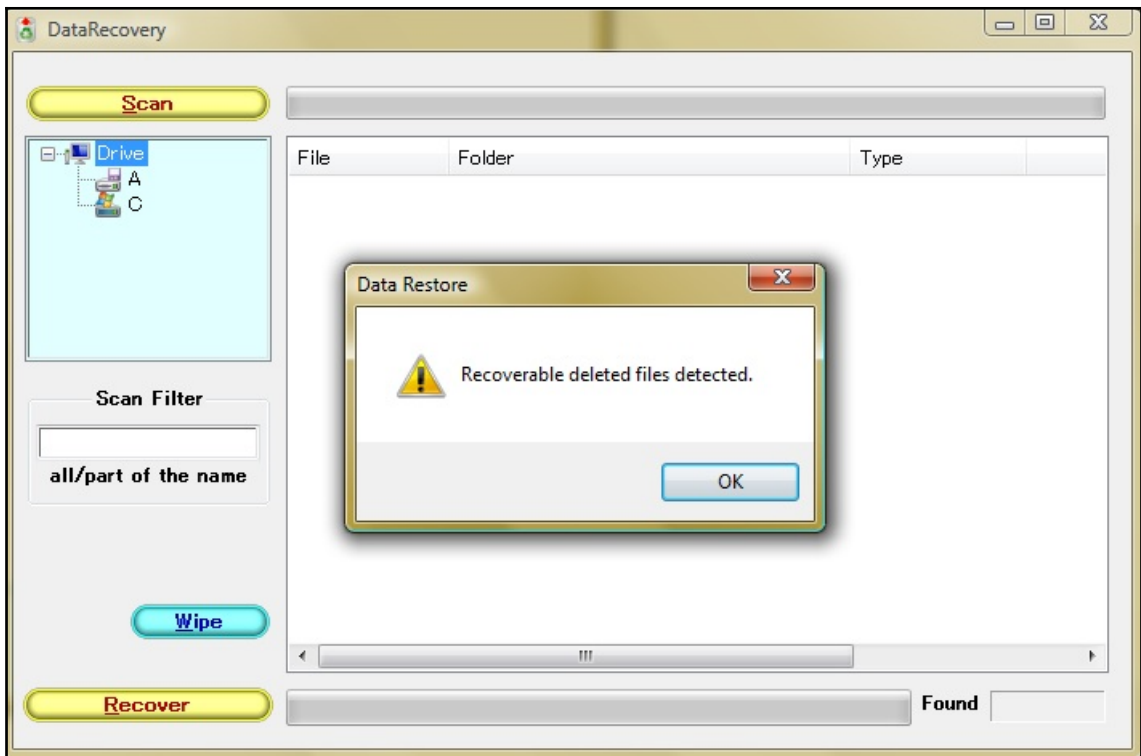 DataRecovery
Scan
Drive
A
C
File Folder Type
Data Restore
Recoverable deleted files detected.
OK
Scan Filter
all/part of the name
Wipe
Recover
Found